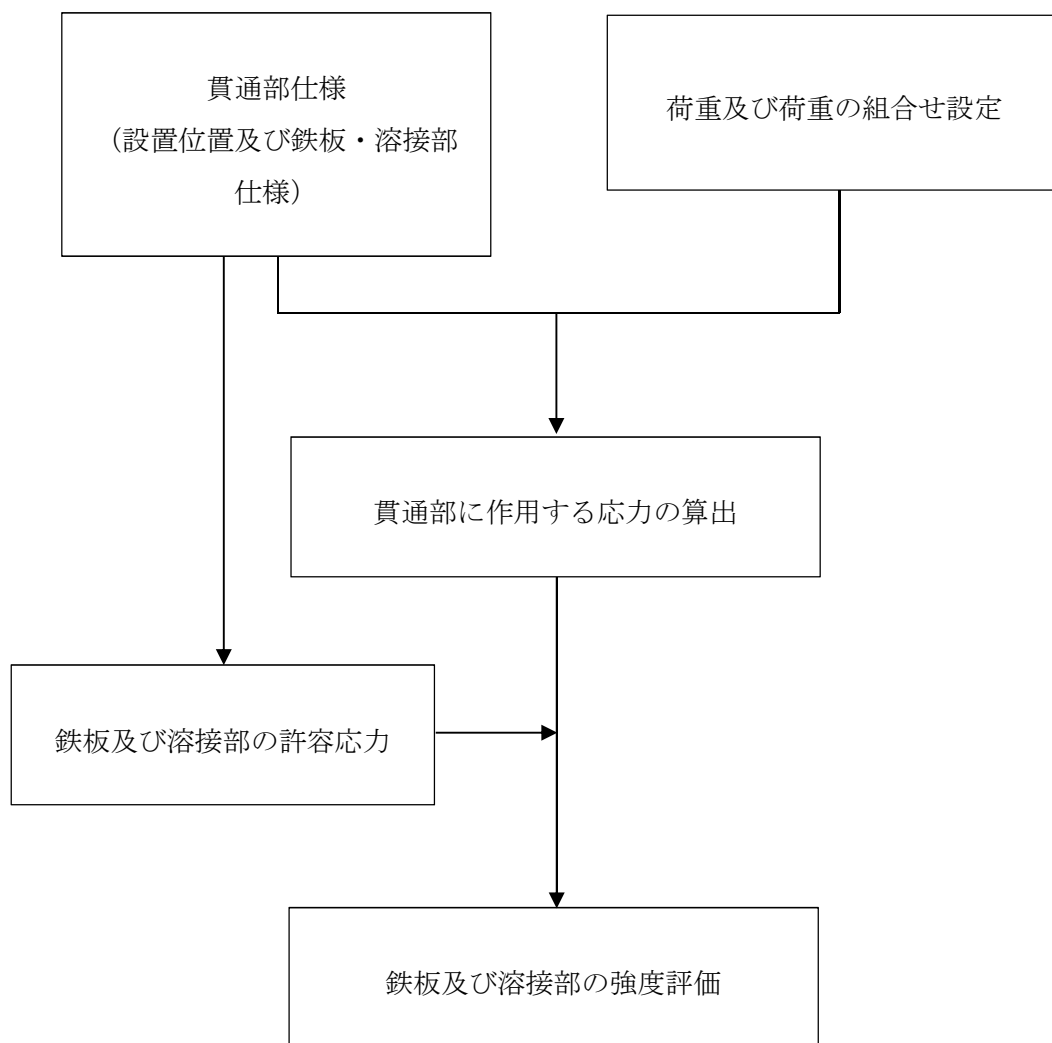 貫通部仕様
（設置位置及び鉄板・溶接部
仕様）
荷重及び荷重の組合せ設定
貫通部に作用する応力の算出
鉄板及び溶接部の許容応力
鉄板及び溶接部の強度評価